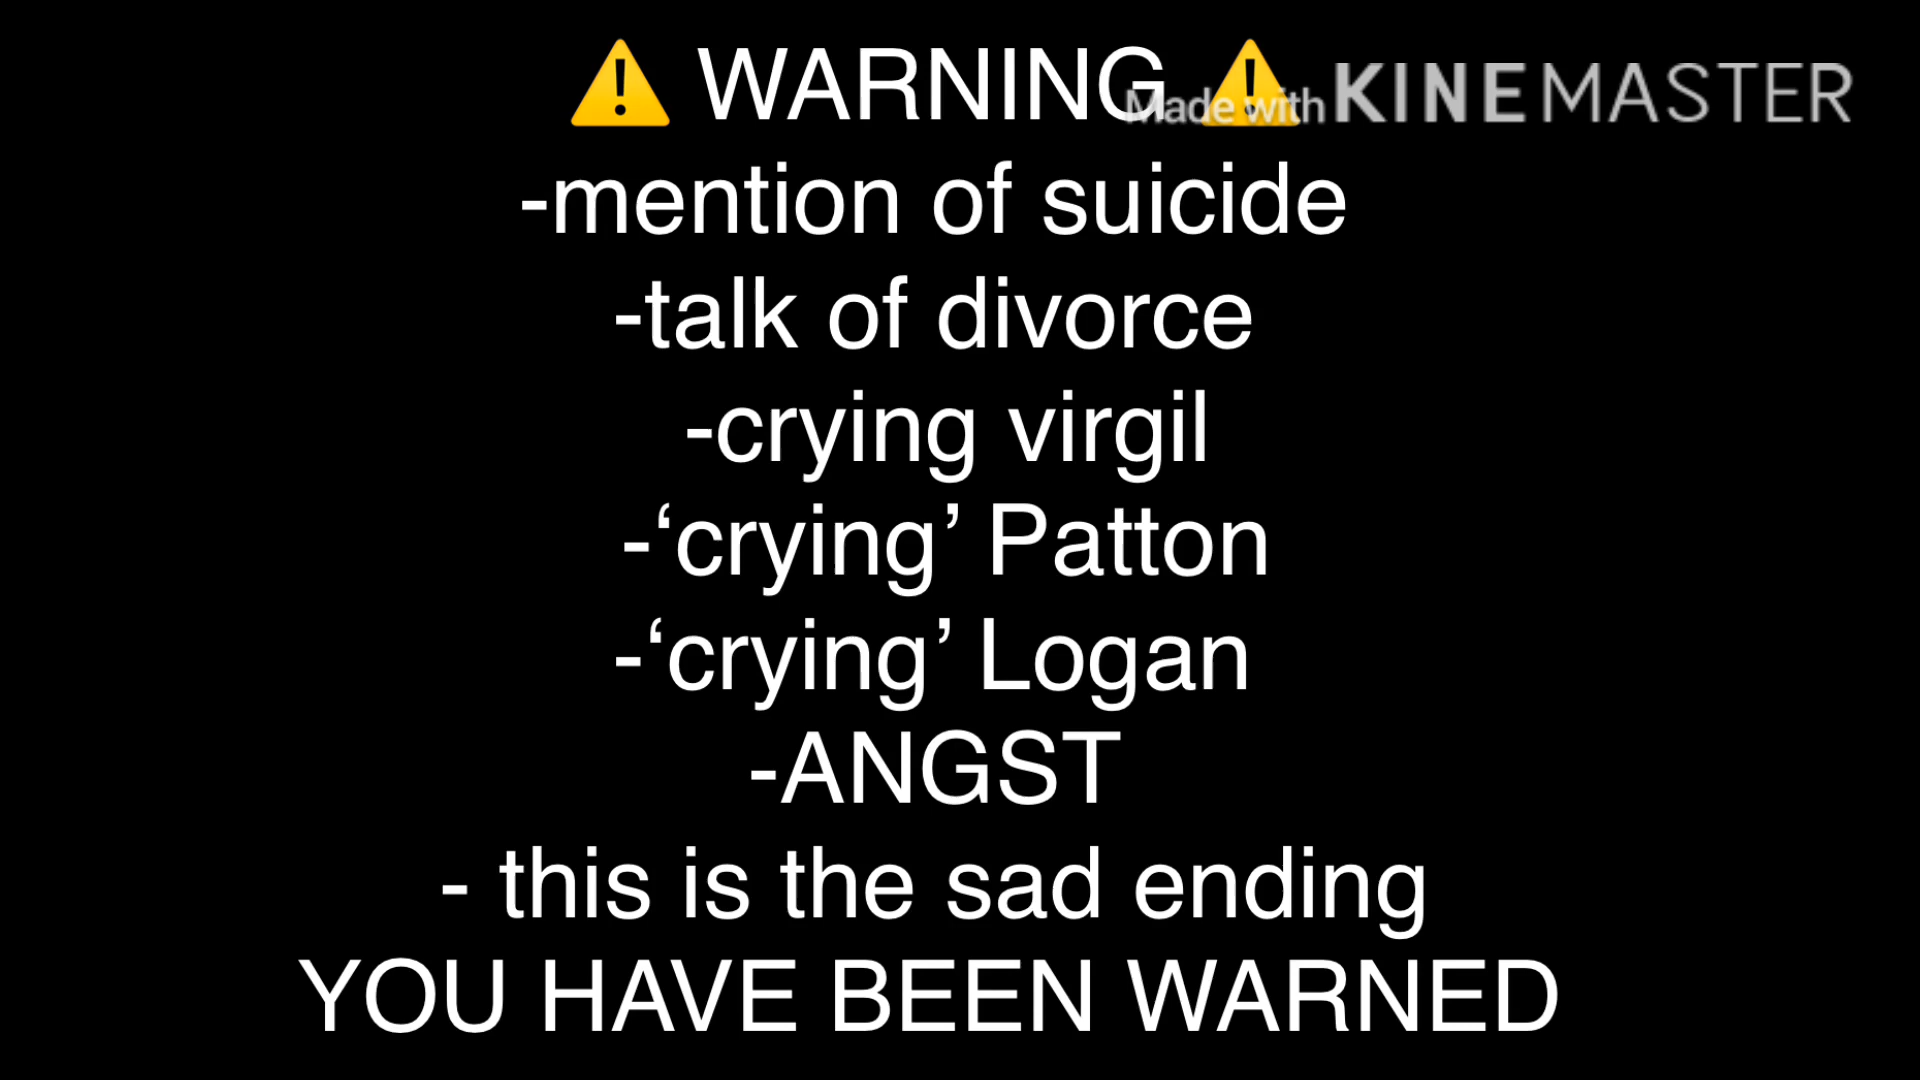 ⚠️ WARNING ⚠️
Made with KINEMASTER
-mention of suicide
-talk of divorce
-crying virgil
-‘crying’ Patton
-‘crying’ Logan
-ANGST
- this is the sad ending
YOU HAVE BEEN WARNED